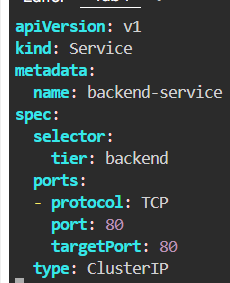 apiVersion: v1
kind: Service
metadata:
  name: backend-service
spec:
  selector:
    tier: backend
  ports:
  - protocol: TCP
    port: 80
    targetPort: 80
  type: ClusterIP